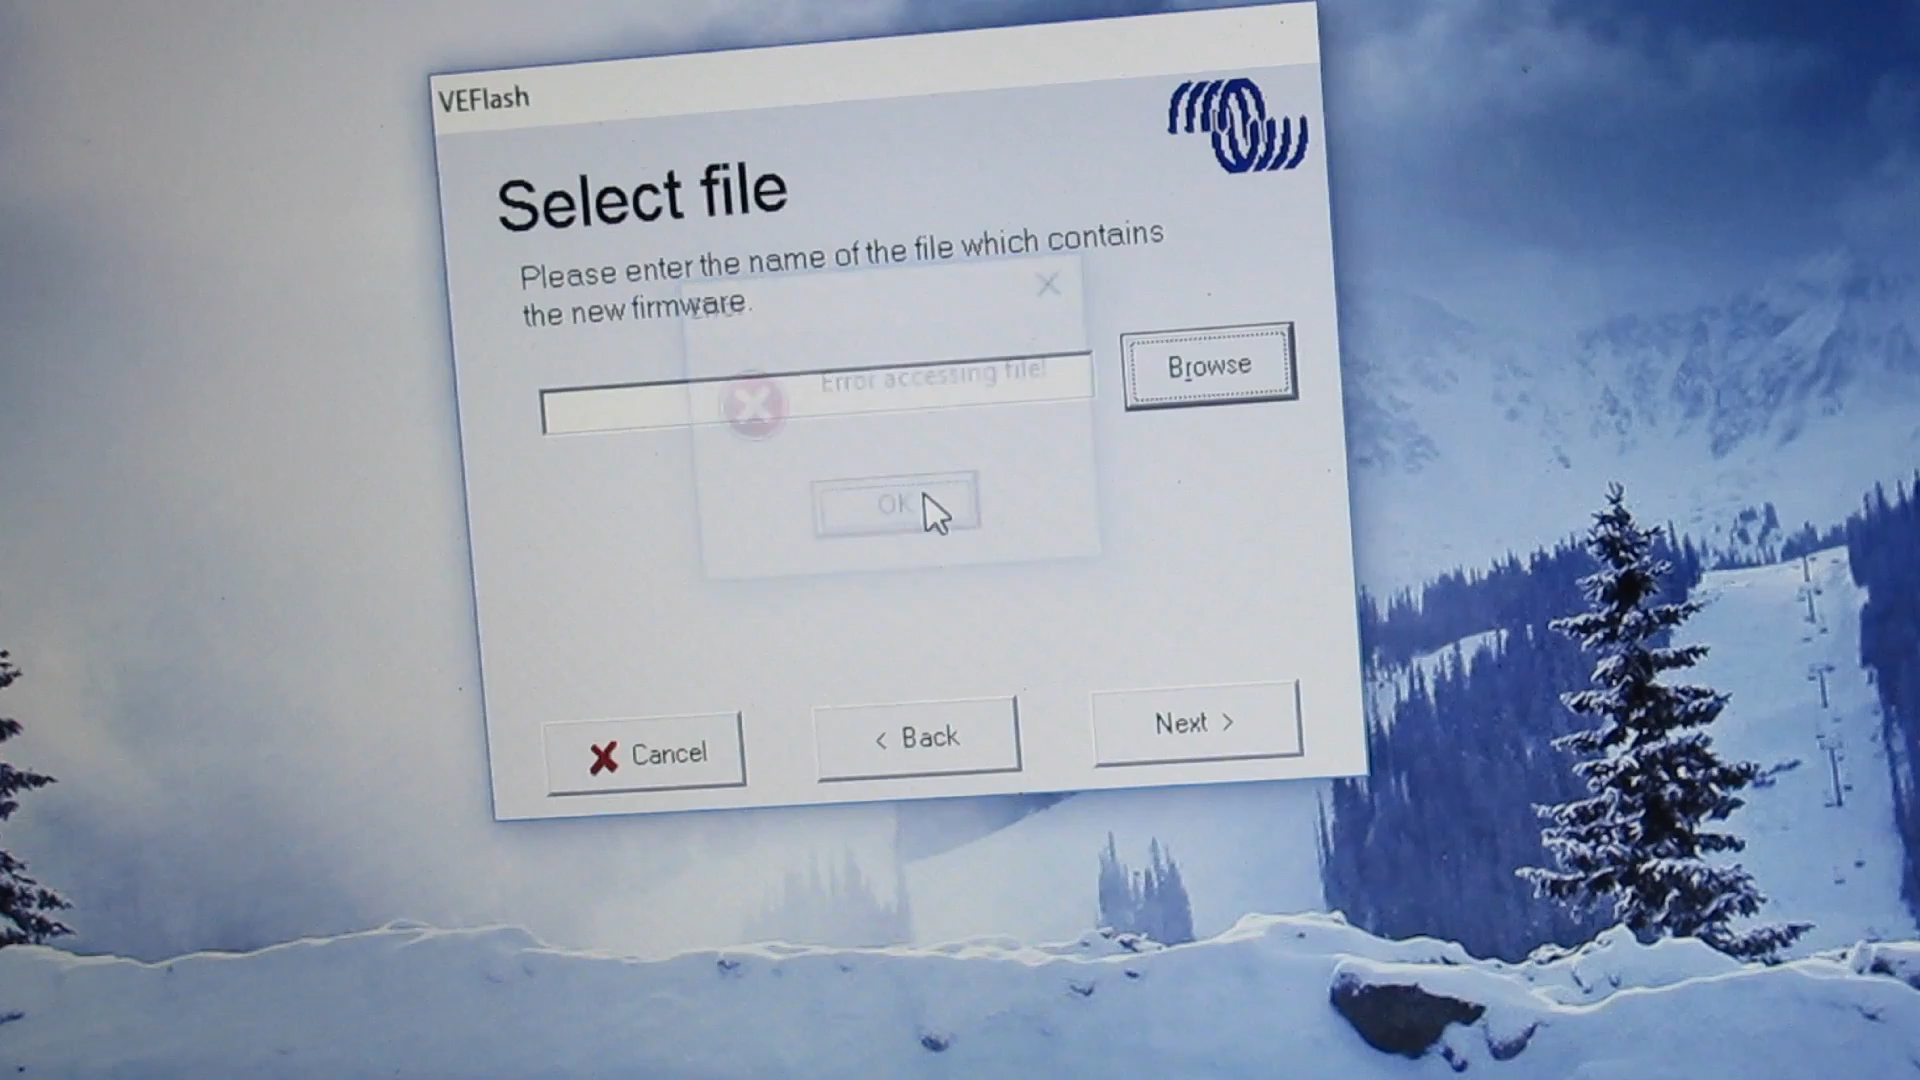 VEFlash
Select file
Please enter the name of the file which contains
the new firmware.
Error accessing file!
Browse
OK
Cancel
< Back
Next >